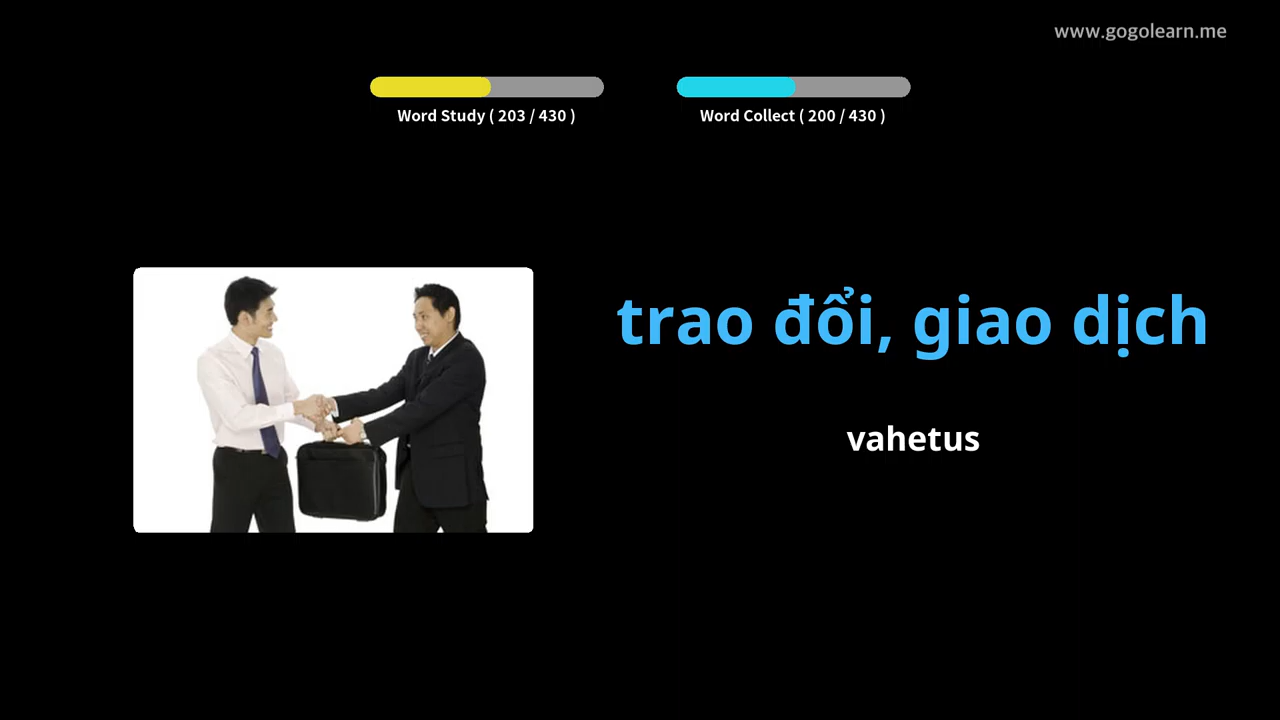 www.gogolearn.me
Word Study ( 203 / 430 )
Word Collect ( 200 / 430 )
trao đổi, giao dịch
vahetus